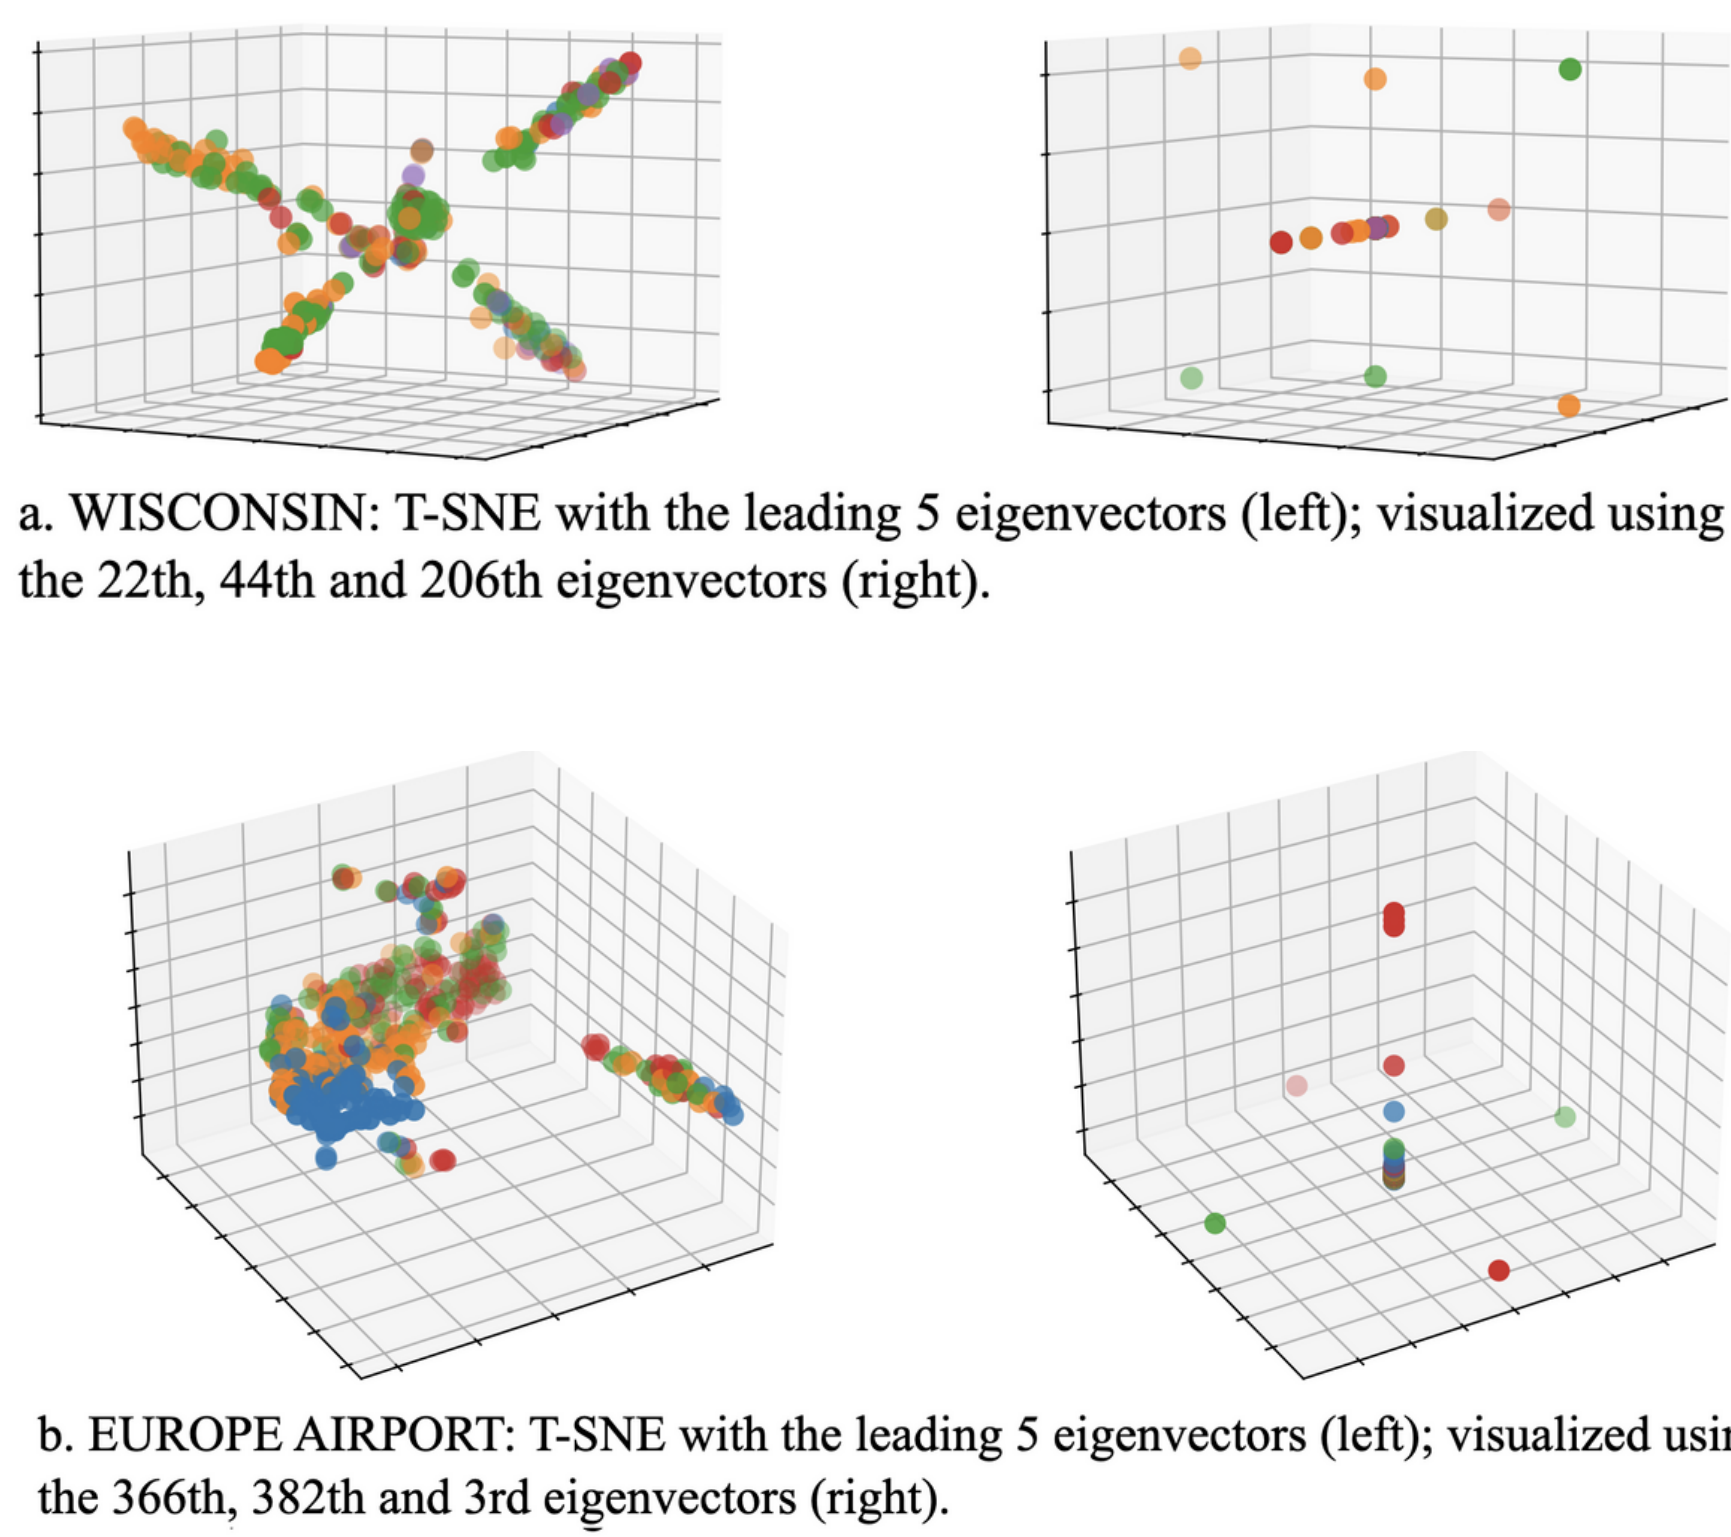 a. WISCONSIN: T-SNE with the leading 5 eigenvectors (left); visualized using
the 22th, 44th and 206th eigenvectors (right).
b. EUROPE AIRPORT: T-SNE with the leading 5 eigenvectors (left); visualized usin
the 366th, 382th and 3rd eigenvectors (right).